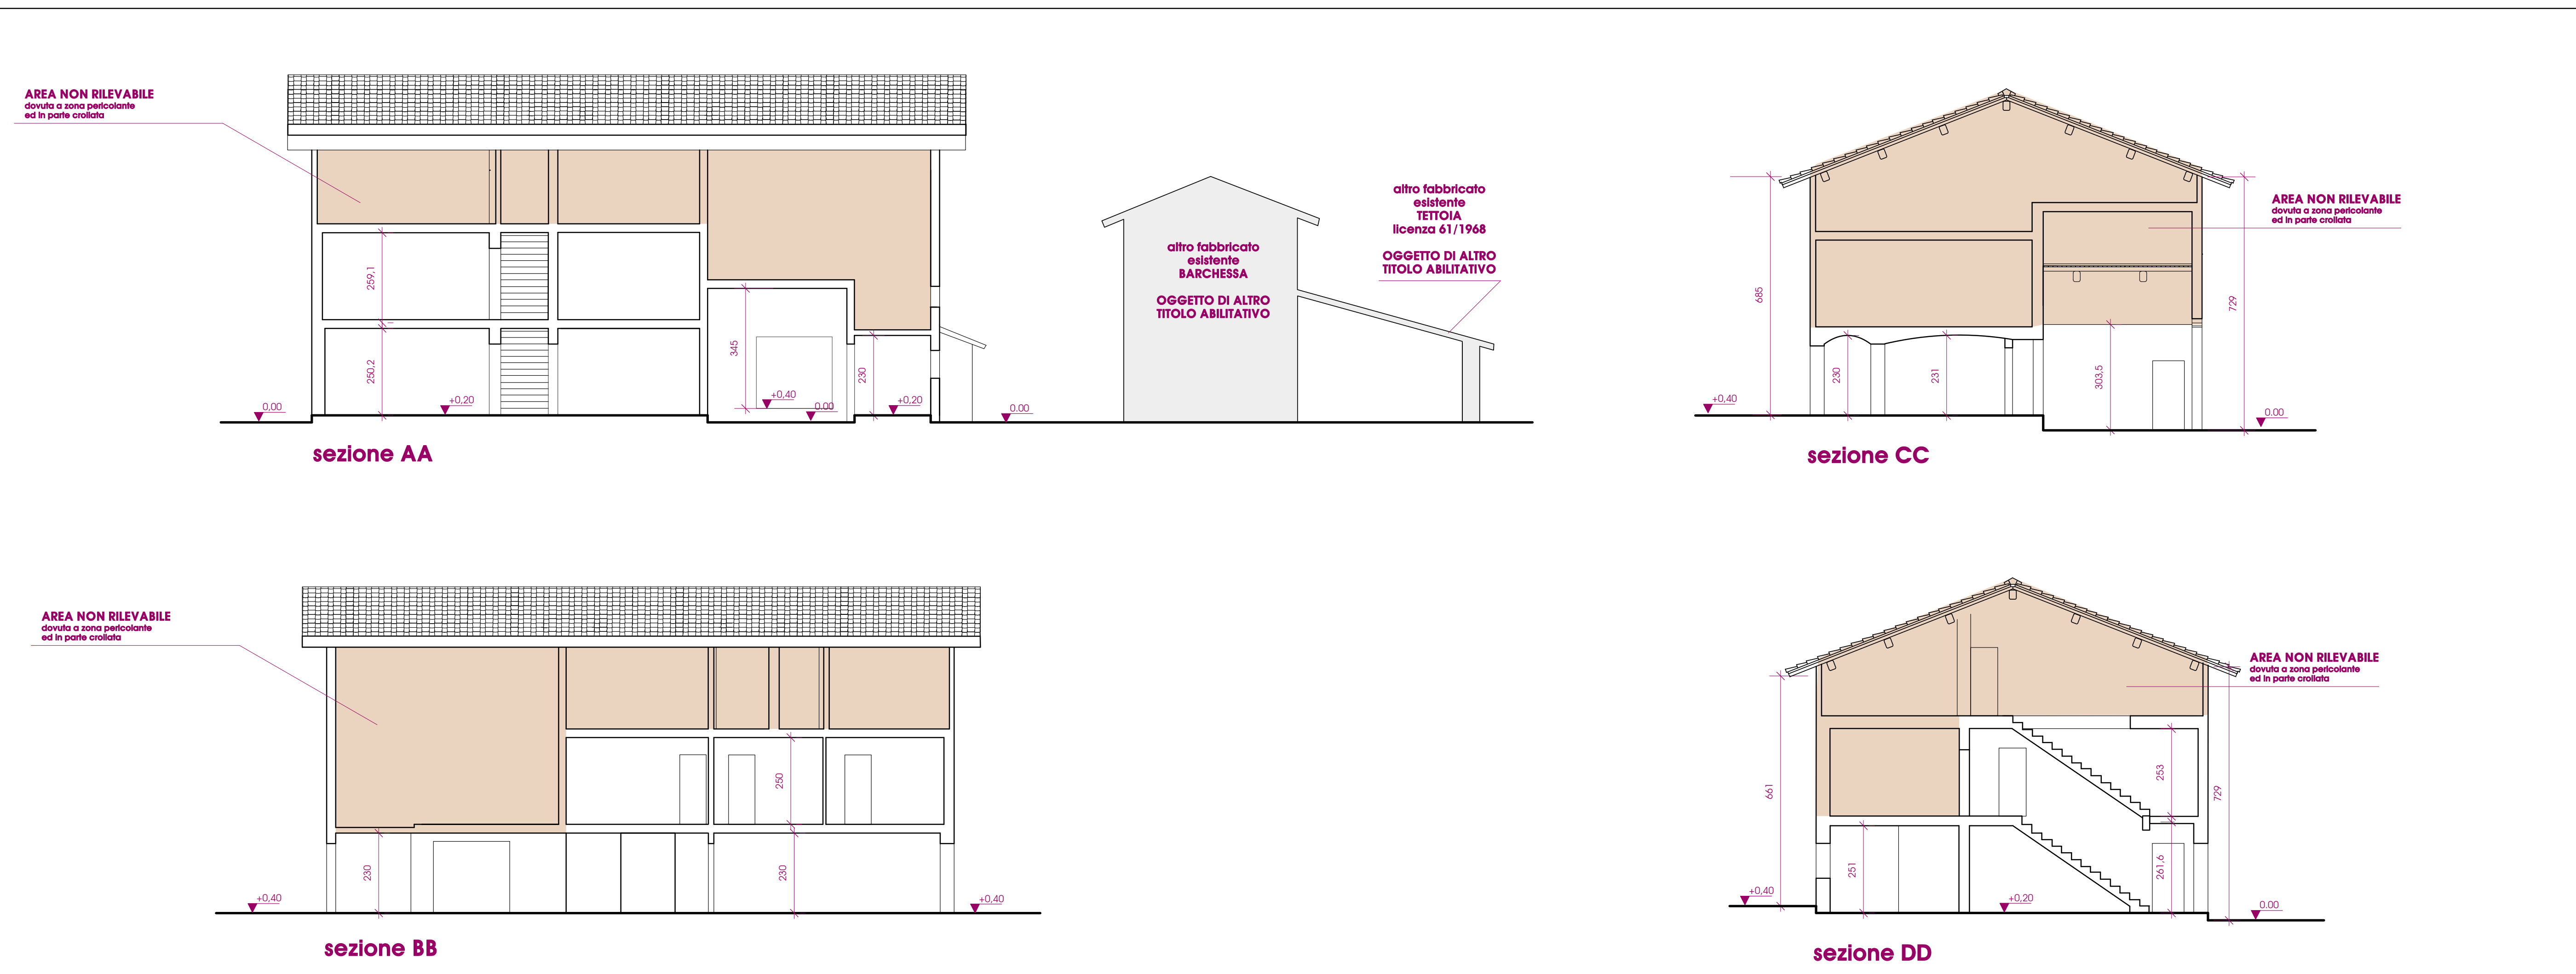 AREA NON RILEVABILE
dovuta a zona pericolante
ed in parte crollata
259,1
250,2
345
230
0,00
+0,20
+0,40
0.00
+0,20
0.00
sezione AA
altro fabbricato
esistente
BARCHESSA
OGGETTO DI ALTRO
TITOLO ABILITATIVO
altro fabbricato
esistente
TETTOIA
licenza 61/1968
OGGETTO DI ALTRO
TITOLO ABILITATIVO
AREA NON RILEVABILE
dovuta a zona pericolante
ed in parte crollata
685
729
230
231
303,5
+0,40
0.00
sezione CC
AREA NON RILEVABILE
dovuta a zona pericolante
ed in parte crollata
250
230
230
+0,40
+0,40
sezione BB
AREA NON RILEVABILE
dovuta a zona pericolante
ed in parte crollata
661
253
729
251
261,6
+0,40
+0,20
0.00
sezione DD